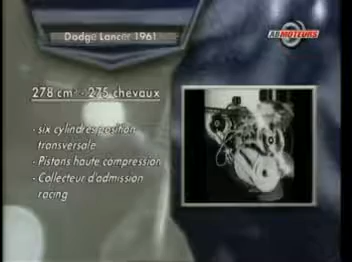 Dodge Lancer 1961
AB MOTEURS
278 cm³ - 275 chevaux
- six cylindres position
transversale
- Pistons haute compression
- Collecteur d'admission
racing